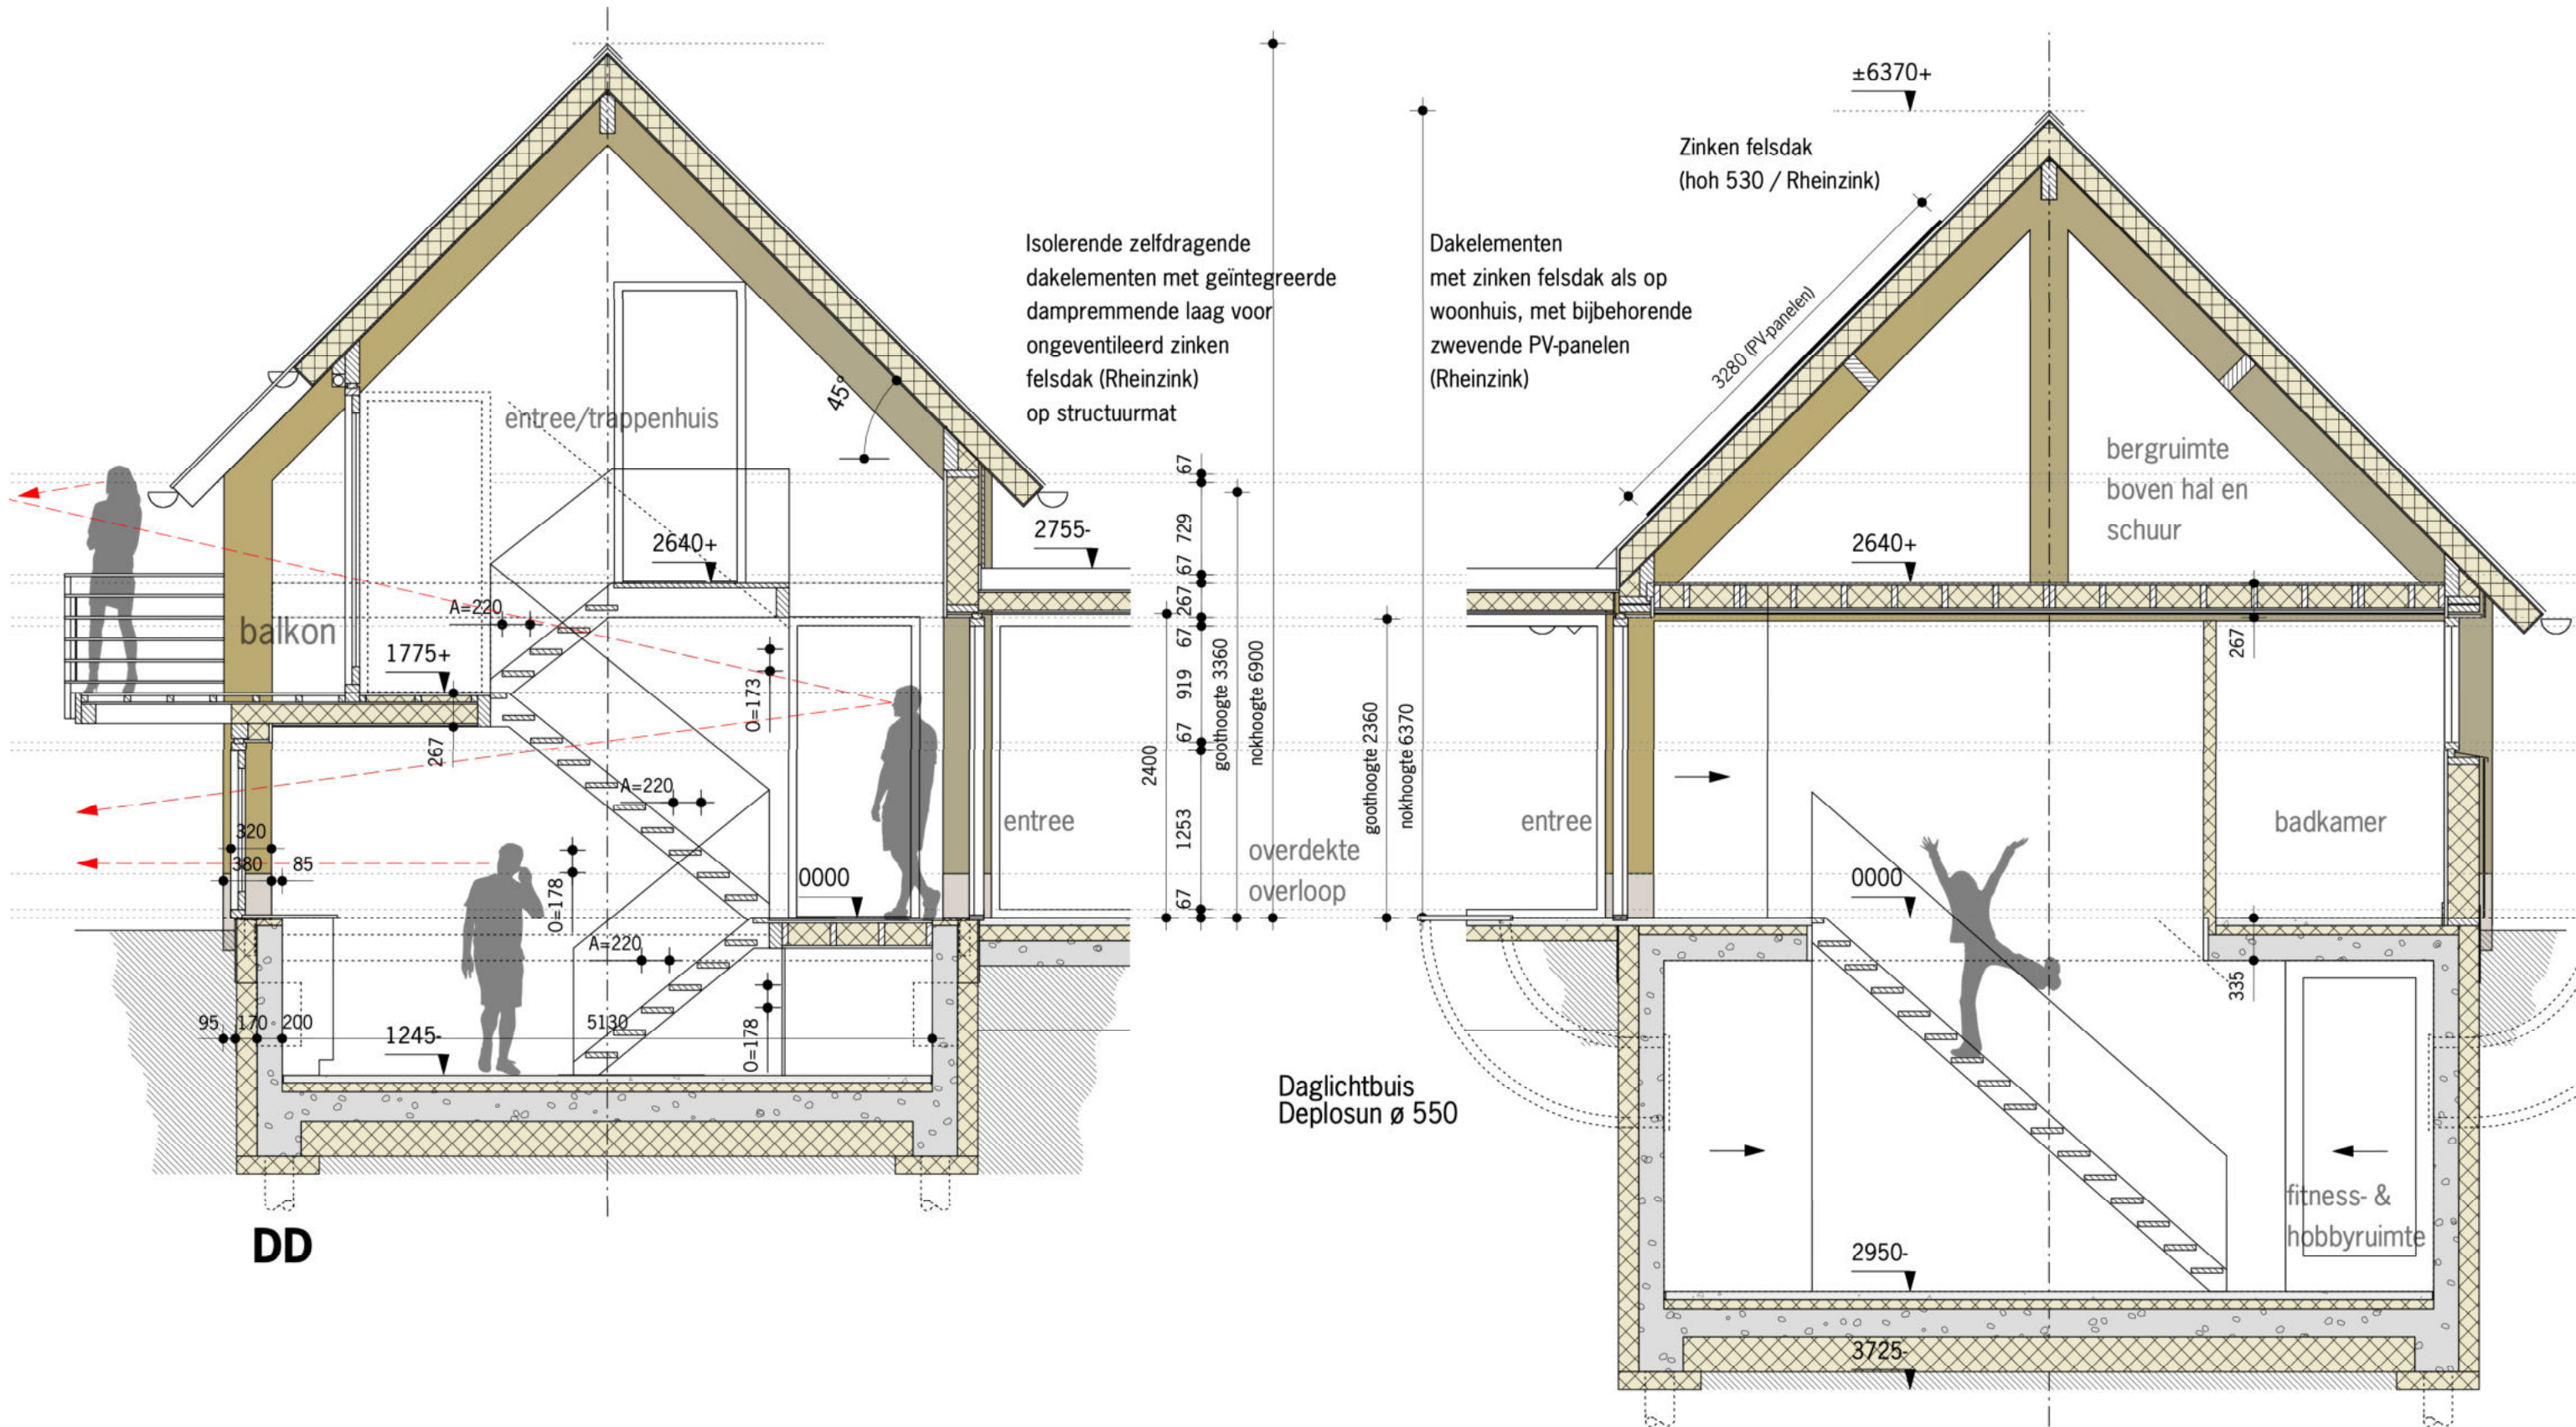 ±6370+
Zinken felsdak
(hoh 530 / Rheinzink)
Isolerende zelfdragende
dakelementen met geïntegreerde
dampremmende laag voor
ongeventileerd zinken
felsdak (Rheinzink)
op structuurmat
Dakelementen
met zinken felsdak als op
woonhuis, met bijbehorende
zwevende PV-panelen
(Rheinzink)
3280 (PV-panelen)
45°
entree/trappenhuis
bergruimte
boven hal en
schuur
2640+
2755-
2640+
balkon
1775+
A=220
O=173
267
A=220
320
380
85
O=178
0000
A=220
95
170
200
5130
1245-
O=178
entree
2400
67
729
67
267
67
919
67
1253
67
goothoogte 3360
nokhoogte 6900
overdekte
overloop
goothoogte 2360
nokhoogte 6370
entree
267
badkamer
0000
335
Daglichtbuis
Deplosun ø 550
fitness- &
hobbyruimte
2950-
3725-
DD